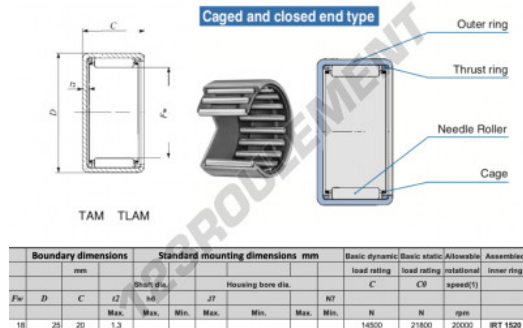 Caged and closed end type
C
t2
D
Fw
TAM TLAM
Outer ring
Thrust ring
Needle Roller
Cage
123ROULEMENT
Boundary dimensions Standard mounting dimensions mm Basic dynamic Basic static Allowable Assembled
mm load rating load rating rotational inner ring
Shaft dia. Housing bore dia. C C0 speed(1)
Fw D C t2 h6 J7 N7
Max. Max. Min. Max. Min. Max. Min. N N rpm
18 25 20 1.3 14500 21800 20000 IRT 1520